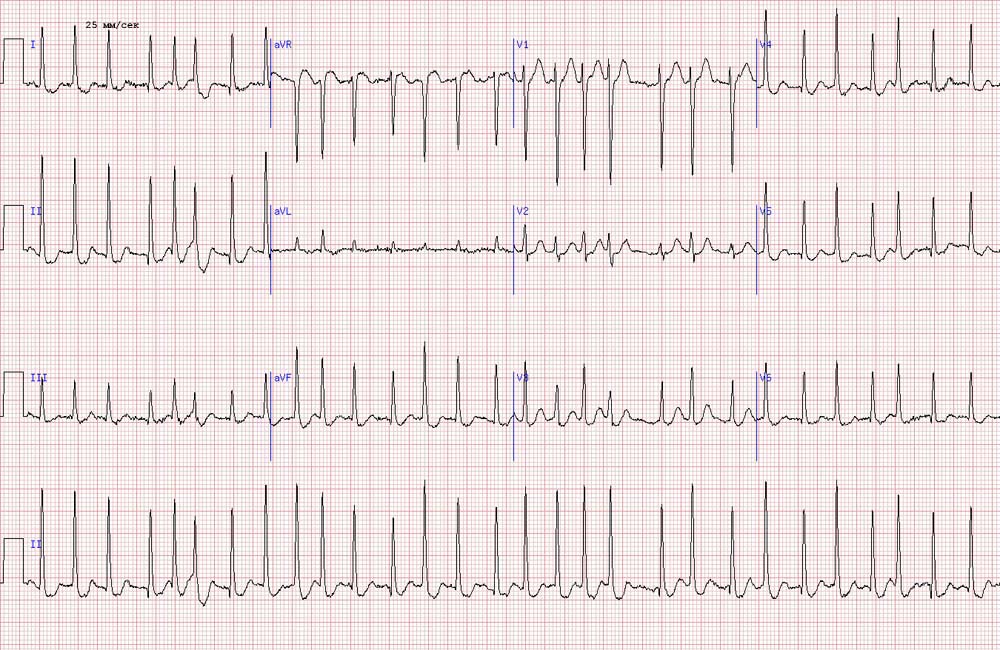 25 мм/сек
I aVR V1 V4
II aVL V2 V5
III aVF V3 V6
II